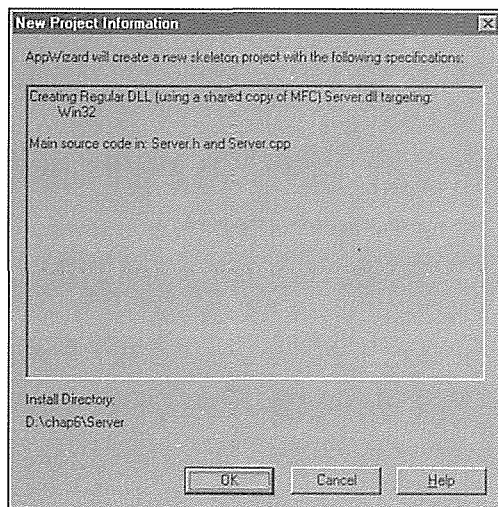 New Project Information
AppWizard will create a new skeleton project with the following specifications:
Creating Regular DLL (using a shared copy of MFC) Server.dll targeting:
Win32
Main source code in: Server.h and Server.cpp
Install Directory:
D:\chap6\Server
OK
Cancel
Help